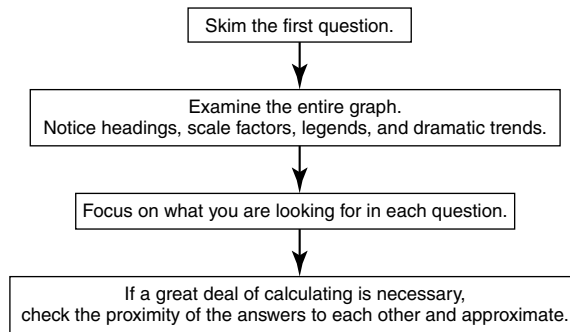 Skim the first question.
Examine the entire graph.
Notice headings, scale factors, legends, and dramatic trends.
Focus on what you are looking for in each question.
If a great deal of calculating is necessary,
check the proximity of the answers to each other and approximate.